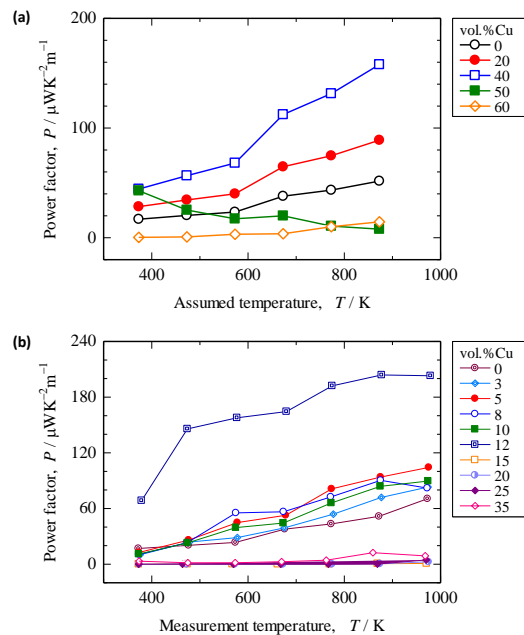 (a)
200
100
0
Power factor, P / μWK⁻²m⁻¹
400 600 800 1000
Assumed temperature, T / K
vol.%Cu
0
20
40
50
60
(b)
240
180
120
60
0
Power factor, P / μWK⁻²m⁻¹
400 600 800 1000
Measurement temperature, T / K
vol.%Cu
0
3
5
8
10
12
15
20
25
35